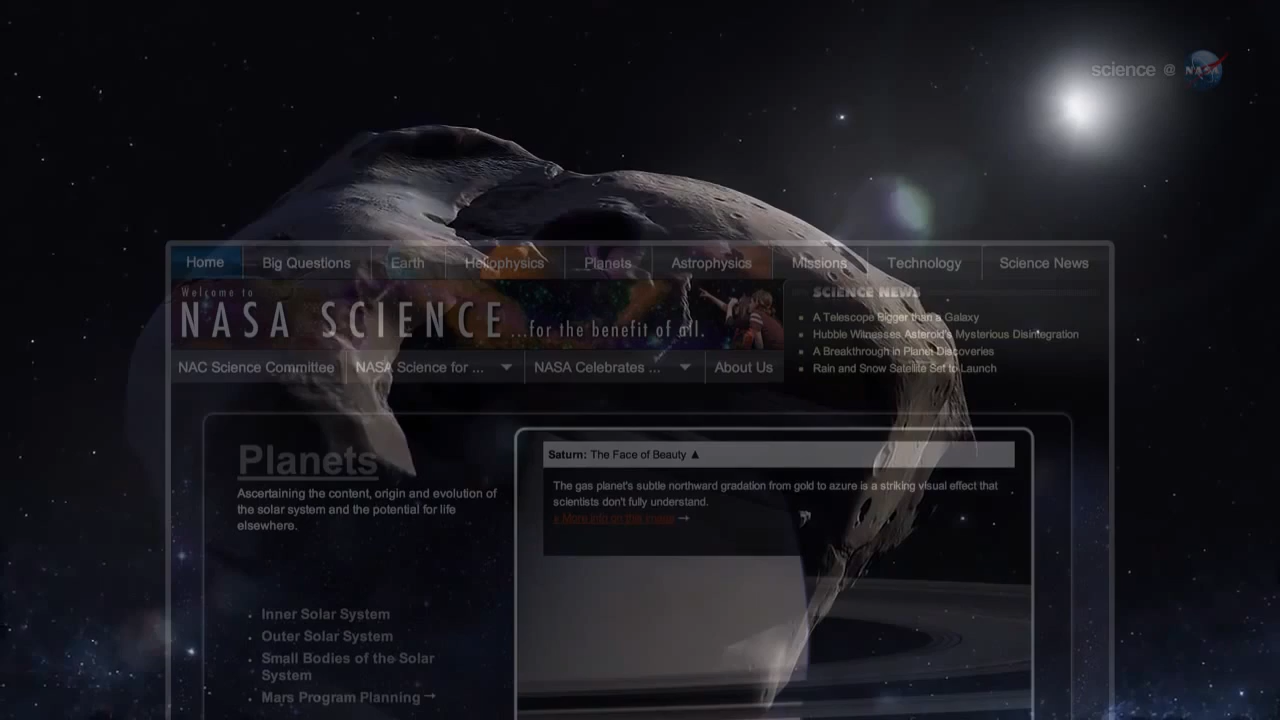 science @ NASA
Home Big Questions Earth Heliophysics Planets Astrophysics Missions Technology Science News
Welcome to
NASA SCIENCE ...for the benefit of all.
SCIENCE NEWS
A Telescope Bigger than a Galaxy
Hubble Witnesses Asteroid's Mysterious Disintegration
A Breakthrough in Planet Discoveries
Rain and Snow Satellite Set to Launch
NAC Science Committee NASA Science for ... NASA Celebrates ... About Us
Planets
Ascertaining the content, origin and evolution of
the solar system and the potential for life
elsewhere.
Inner Solar System
Outer Solar System
Small Bodies of the Solar
System
Mars Program Planning →
Saturn: The Face of Beauty ▲
The gas planet's subtle northward gradation from gold to azure is a striking visual effect that
scientists don't fully understand.
» More info on this image →